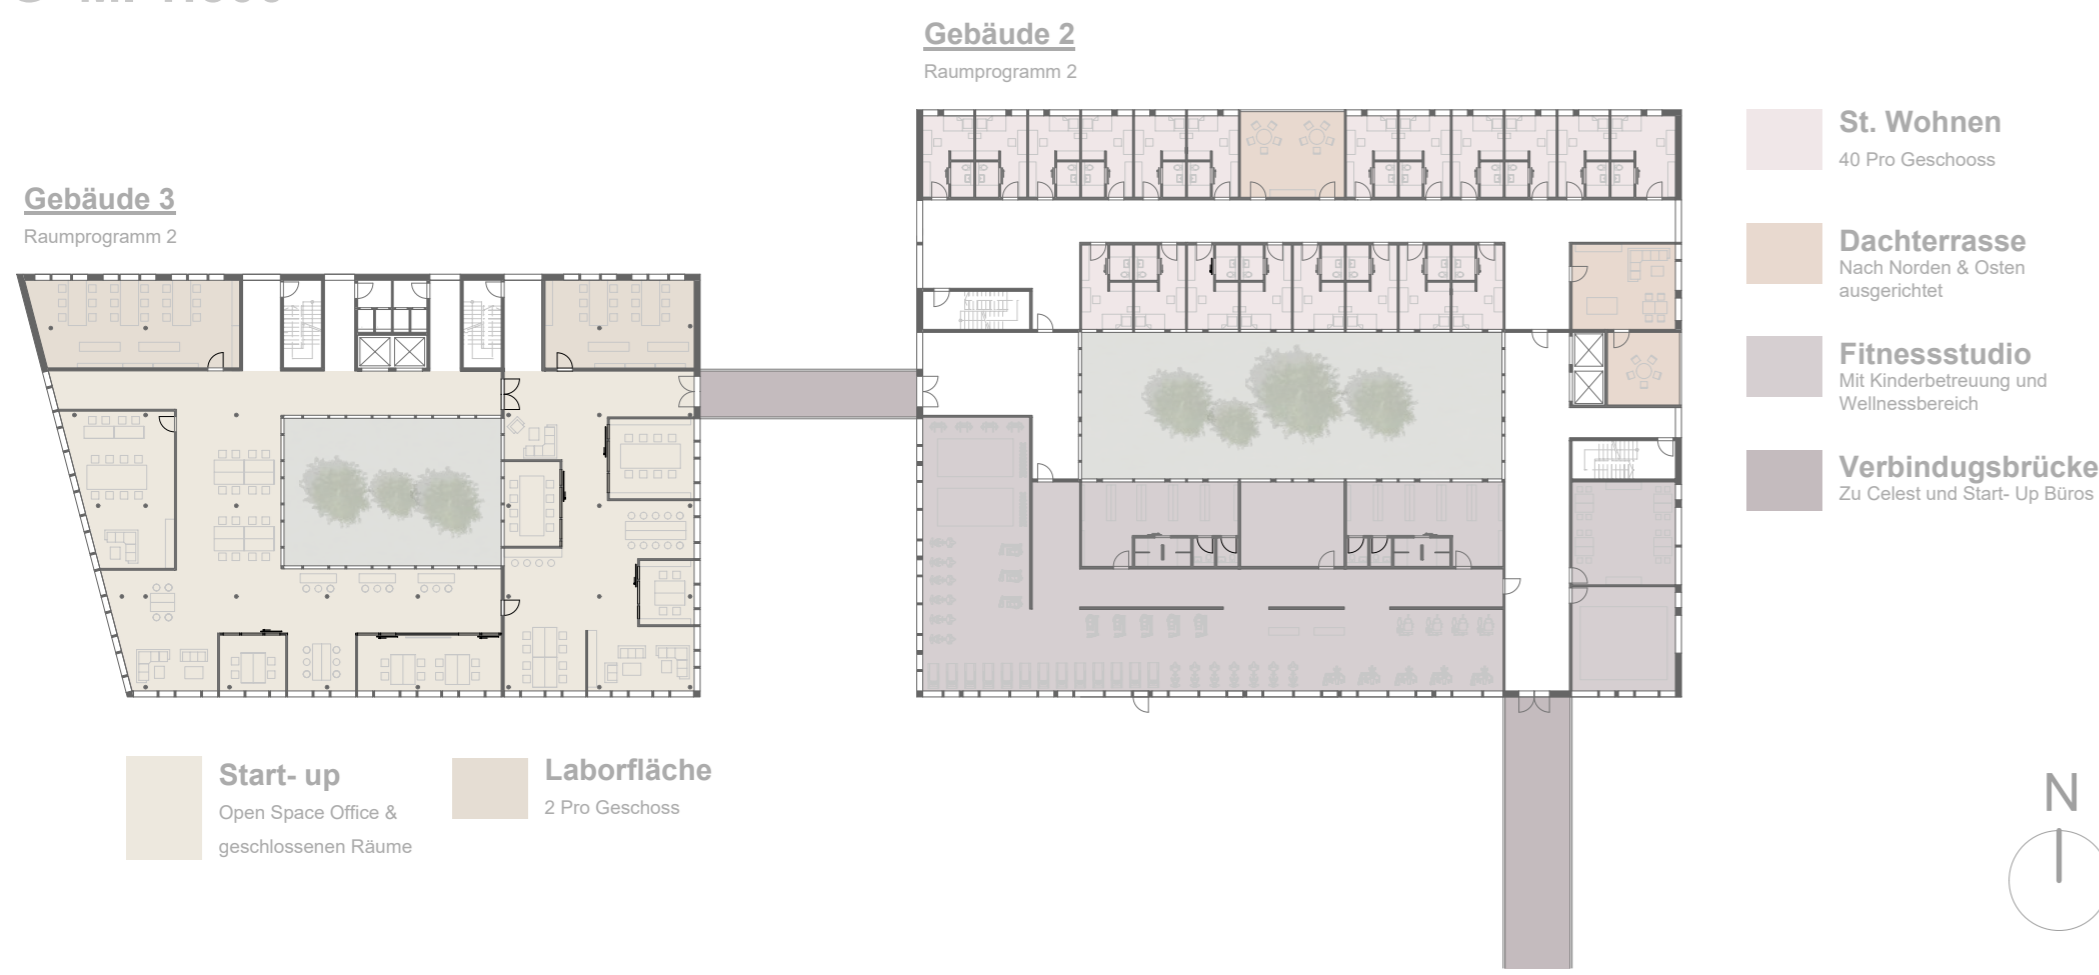 Gebäude 2
Raumprogramm 2
St. Wohnen
40 Pro Geschooss
Gebäude 3
Raumprogramm 2
Dachterrasse
Nach Norden & Osten
ausgerichtet
Fitnessstudio
Mit Kinderbetreuung und
Wellnessbereich
Verbindugsbrücke
Zu Celest und Start- Up Büros
Start- up
Open Space Office &
geschlossenen Räume
Laborfläche
2 Pro Geschoss
N